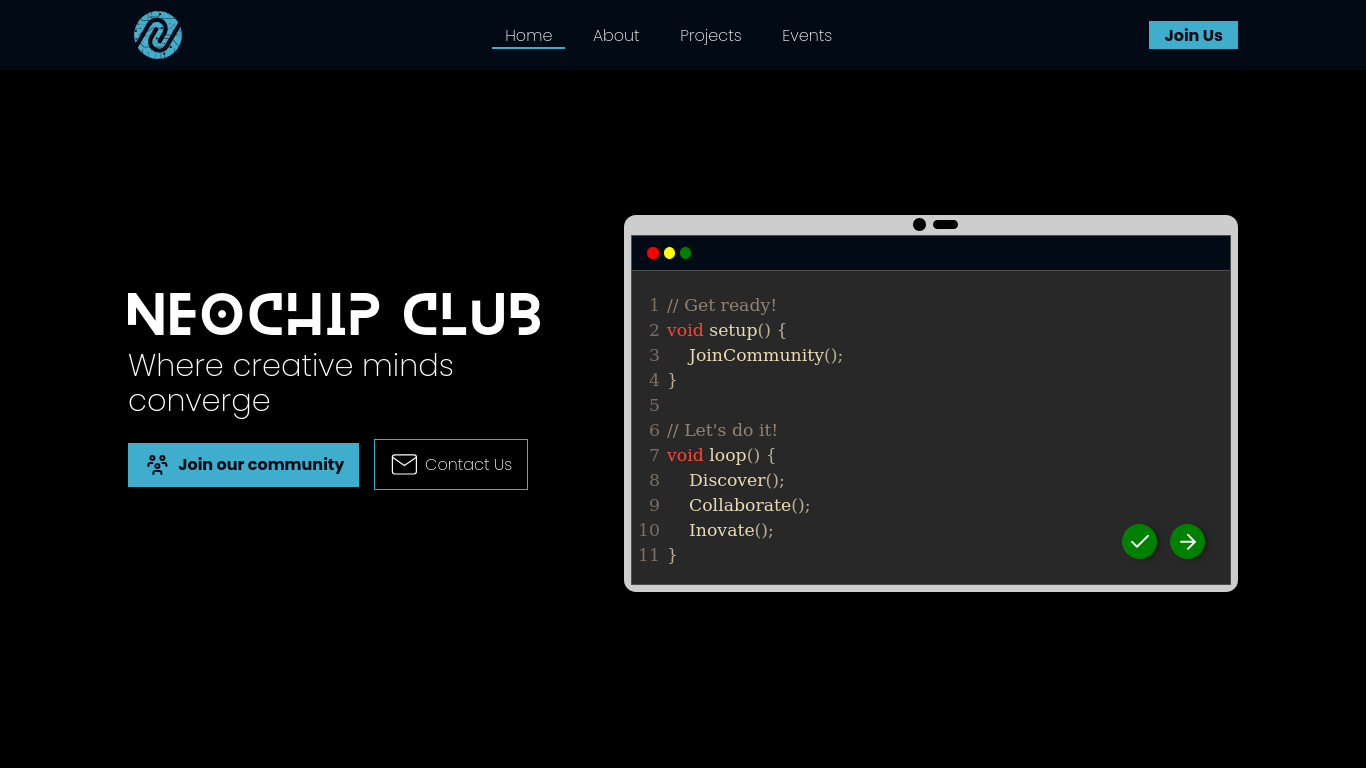 Home About Projects Events Join Us
NEOCHIP CLUB
Where creative minds
converge
Join our community Contact Us
1 // Get ready!
2 void setup() {
3 JoinCommunity();
4 }
5
6 // Let's do it!
7 void loop() {
8 Discover();
9 Collaborate();
10 Inovate();
11 }